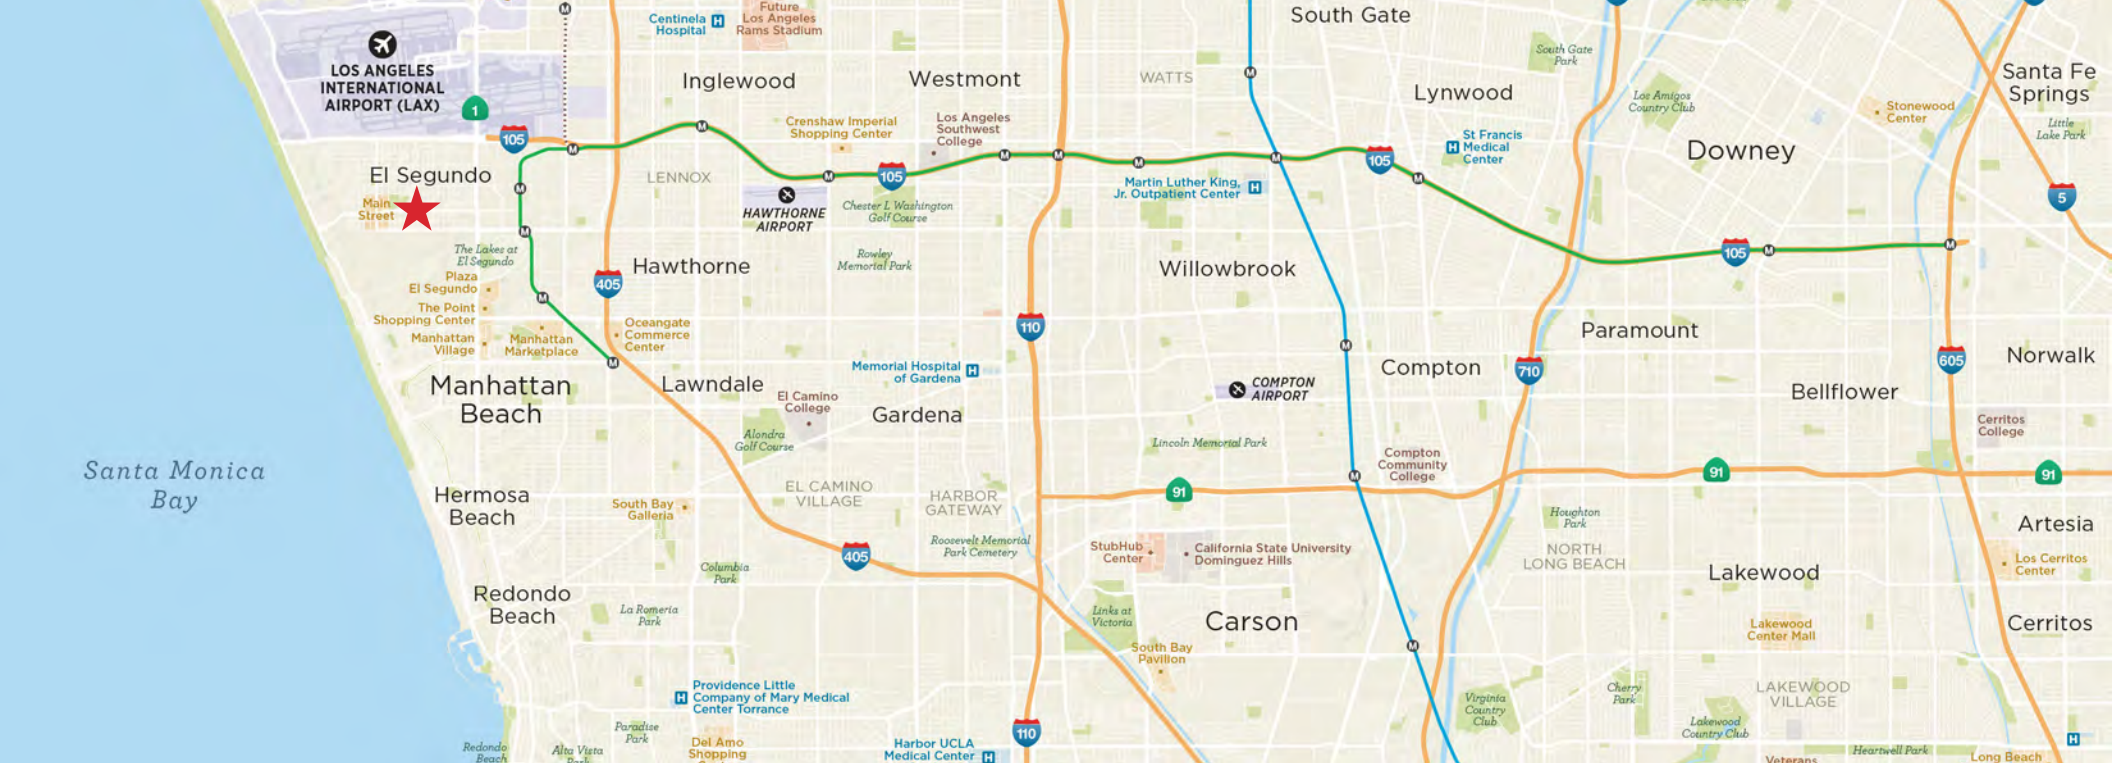 South Gate
Future
Los Angeles
Rams Stadium
Centinela
Hospital
H
M
LOS ANGELES
INTERNATIONAL
AIRPORT (LAX)
1
105
Inglewood
Westmont
WATTS
M
South Gate
Park
Lynwood
Los Amigos
Country Club
Stonewood
Center
Santa Fe
Springs
Little
Lake Park
Crenshaw Imperial
Shopping Center
Los Angeles
Southwest
College
H
St Francis
Medical
Center
Downey
M
M
M
M
M
M
M
105
105
M
El Segundo
M
LENNOX
Main
Street
HAWTHORNE
AIRPORT
Chester L Washington
Golf Course
Martin Luther King,
Jr. Outpatient Center
H
5
M
The Lakes at
El Segundo
Rowley
Memorial Park
Hawthorne
Willowbrook
105
M
M
Plaza
El Segundo
405
M
The Point
Shopping Center
Manhattan
Village
Manhattan
Marketplace
Oceangate
Commerce
Center
110
M
Paramount
M
Manhattan
Beach
Lawndale
Memorial Hospital
of Gardena
H
El Camino
College
Gardena
COMPTON
AIRPORT
Compton
710
605
Norwalk
Bellflower
Alondra
Golf Course
Lincoln Memorial Park
Cerritos
College
Compton
Community
College
Santa Monica
Bay
91
M
91
91
EL CAMINO
VILLAGE
HARBOR
GATEWAY
Hermosa
Beach
South Bay
Galleria
Houghton
Park
Artesia
405
Roosevelt Memorial
Park Cemetery
StubHub
Center
California State University
Dominguez Hills
NORTH
LONG BEACH
Los Cerritos
Center
Columbia
Park
Lakewood
Redondo
Beach
La Romeria
Park
Links at
Victoria
Carson
Lakewood
Center Mall
Cerritos
South Bay
Pavilion
M
H
Providence Little
Company of Mary Medical
Center Torrance
Virginia
Country
Club
Cherry
Park
LAKEWOOD
VILLAGE
Paradise
Park
110
Lakewood
Country Club
H
Redondo
Beach
Alta Vista
Park
Del Amo
Shopping
Harbor UCLA
Medical Center
H
Heartwell Park
Veterans
Long Beach